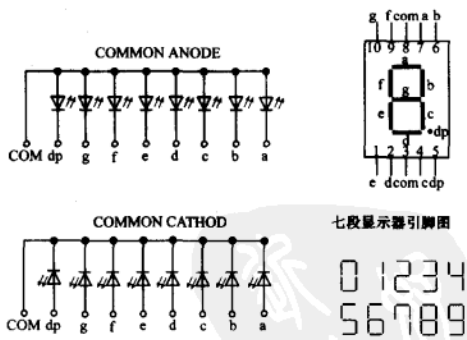 COMMON ANODE
COM dp g f e d c b a
COMMON CATHOD
COM dp g f e d c b a
g f com a b
10 9 8 7 6
a
f g b
e c
d dp
1 2 3 4 5
e d com c dp
七段显示器引脚图
0 1 2 3 4
5 6 7 8 9